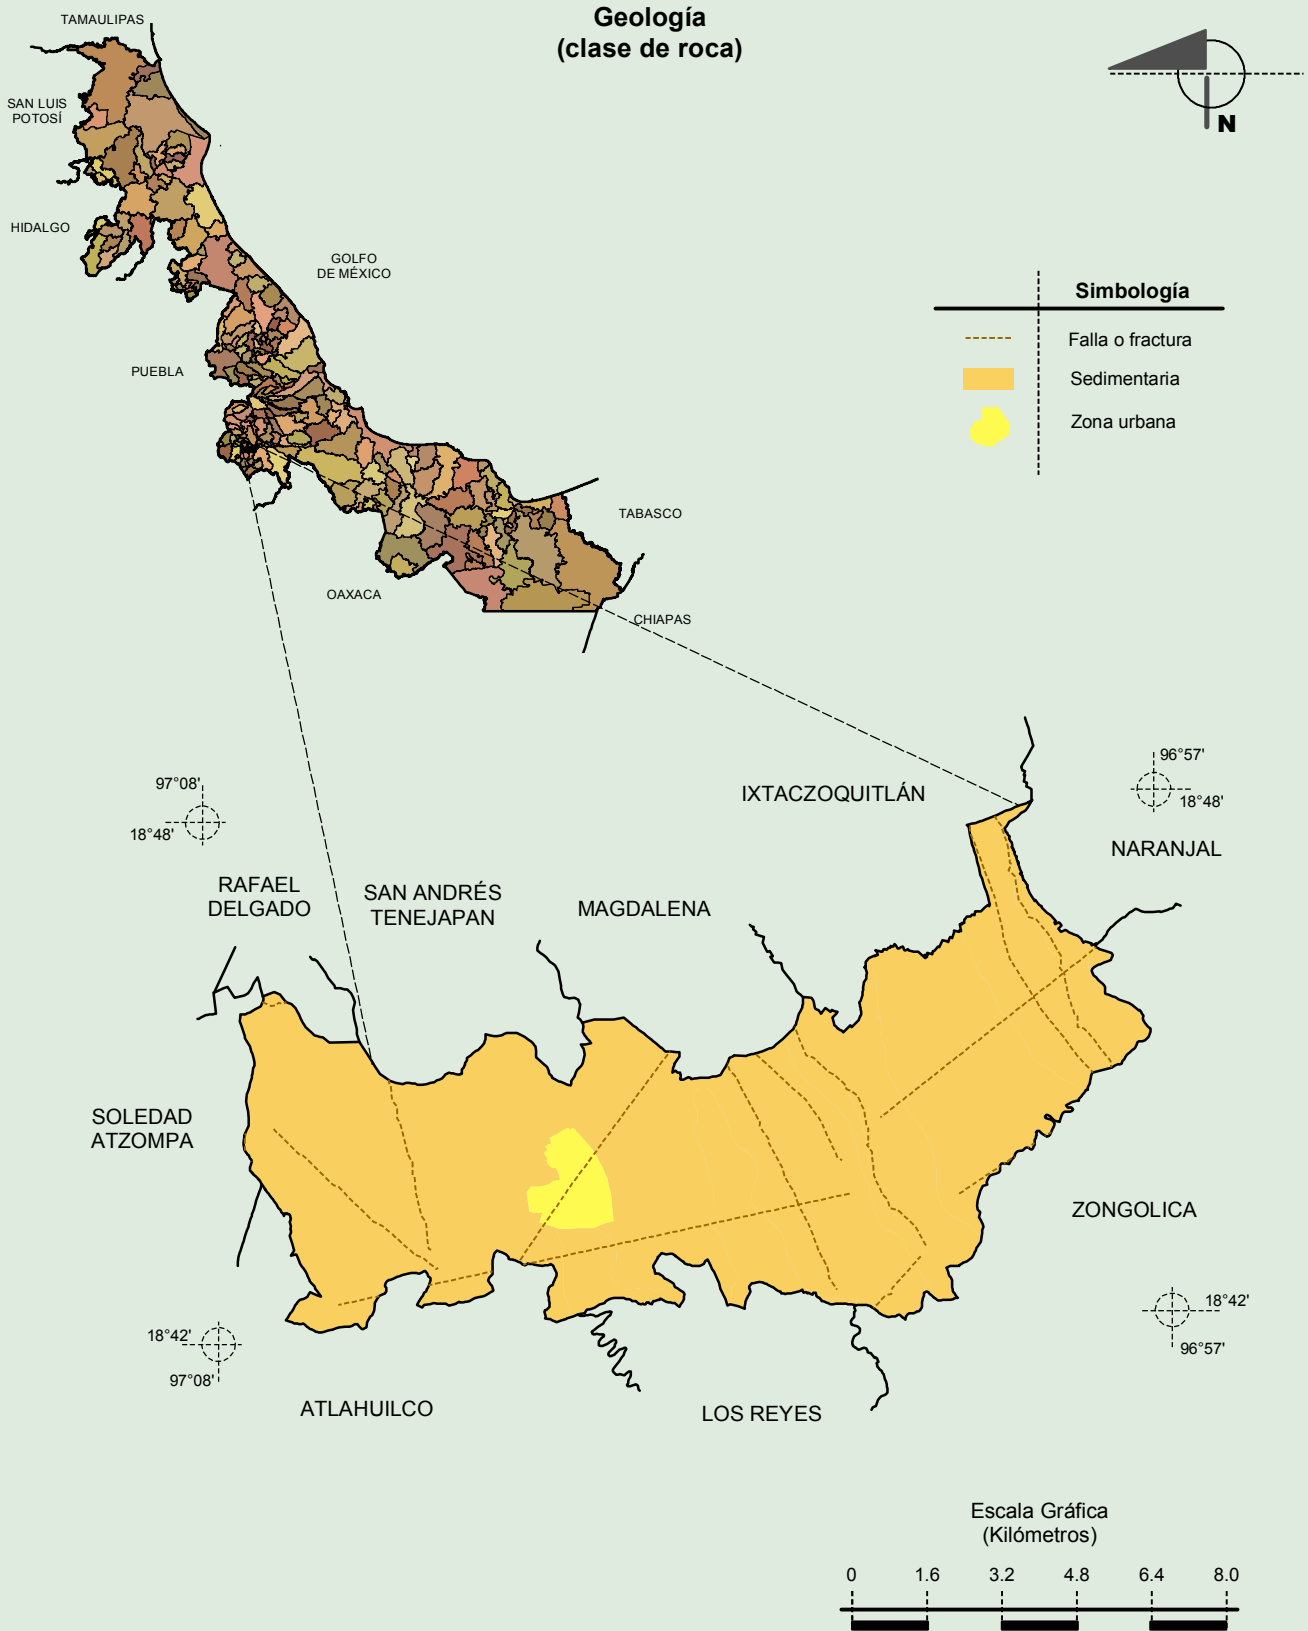 Geología
(clase de roca)
TAMAULIPAS
N
SAN LUIS
POTOSÍ
HIDALGO
GOLFO
DE MÉXICO
Simbología
Falla o fractura
Sedimentaria
Zona urbana
PUEBLA
TABASCO
OAXACA
CHIAPAS
97°08'
18°48'
96°57'
18°48'
IXTACZOQUITLÁN
NARANJAL
RAFAEL
DELGADO
SAN ANDRÉS
TENEJAPAN
MAGDALENA
SOLEDAD
ATZOMPA
ZONGOLICA
18°42'
97°08'
18°42'
96°57'
ATLAHUILCO
LOS REYES
Escala Gráfica
(Kilómetros)
0 1.6 3.2 4.8 6.4 8.0